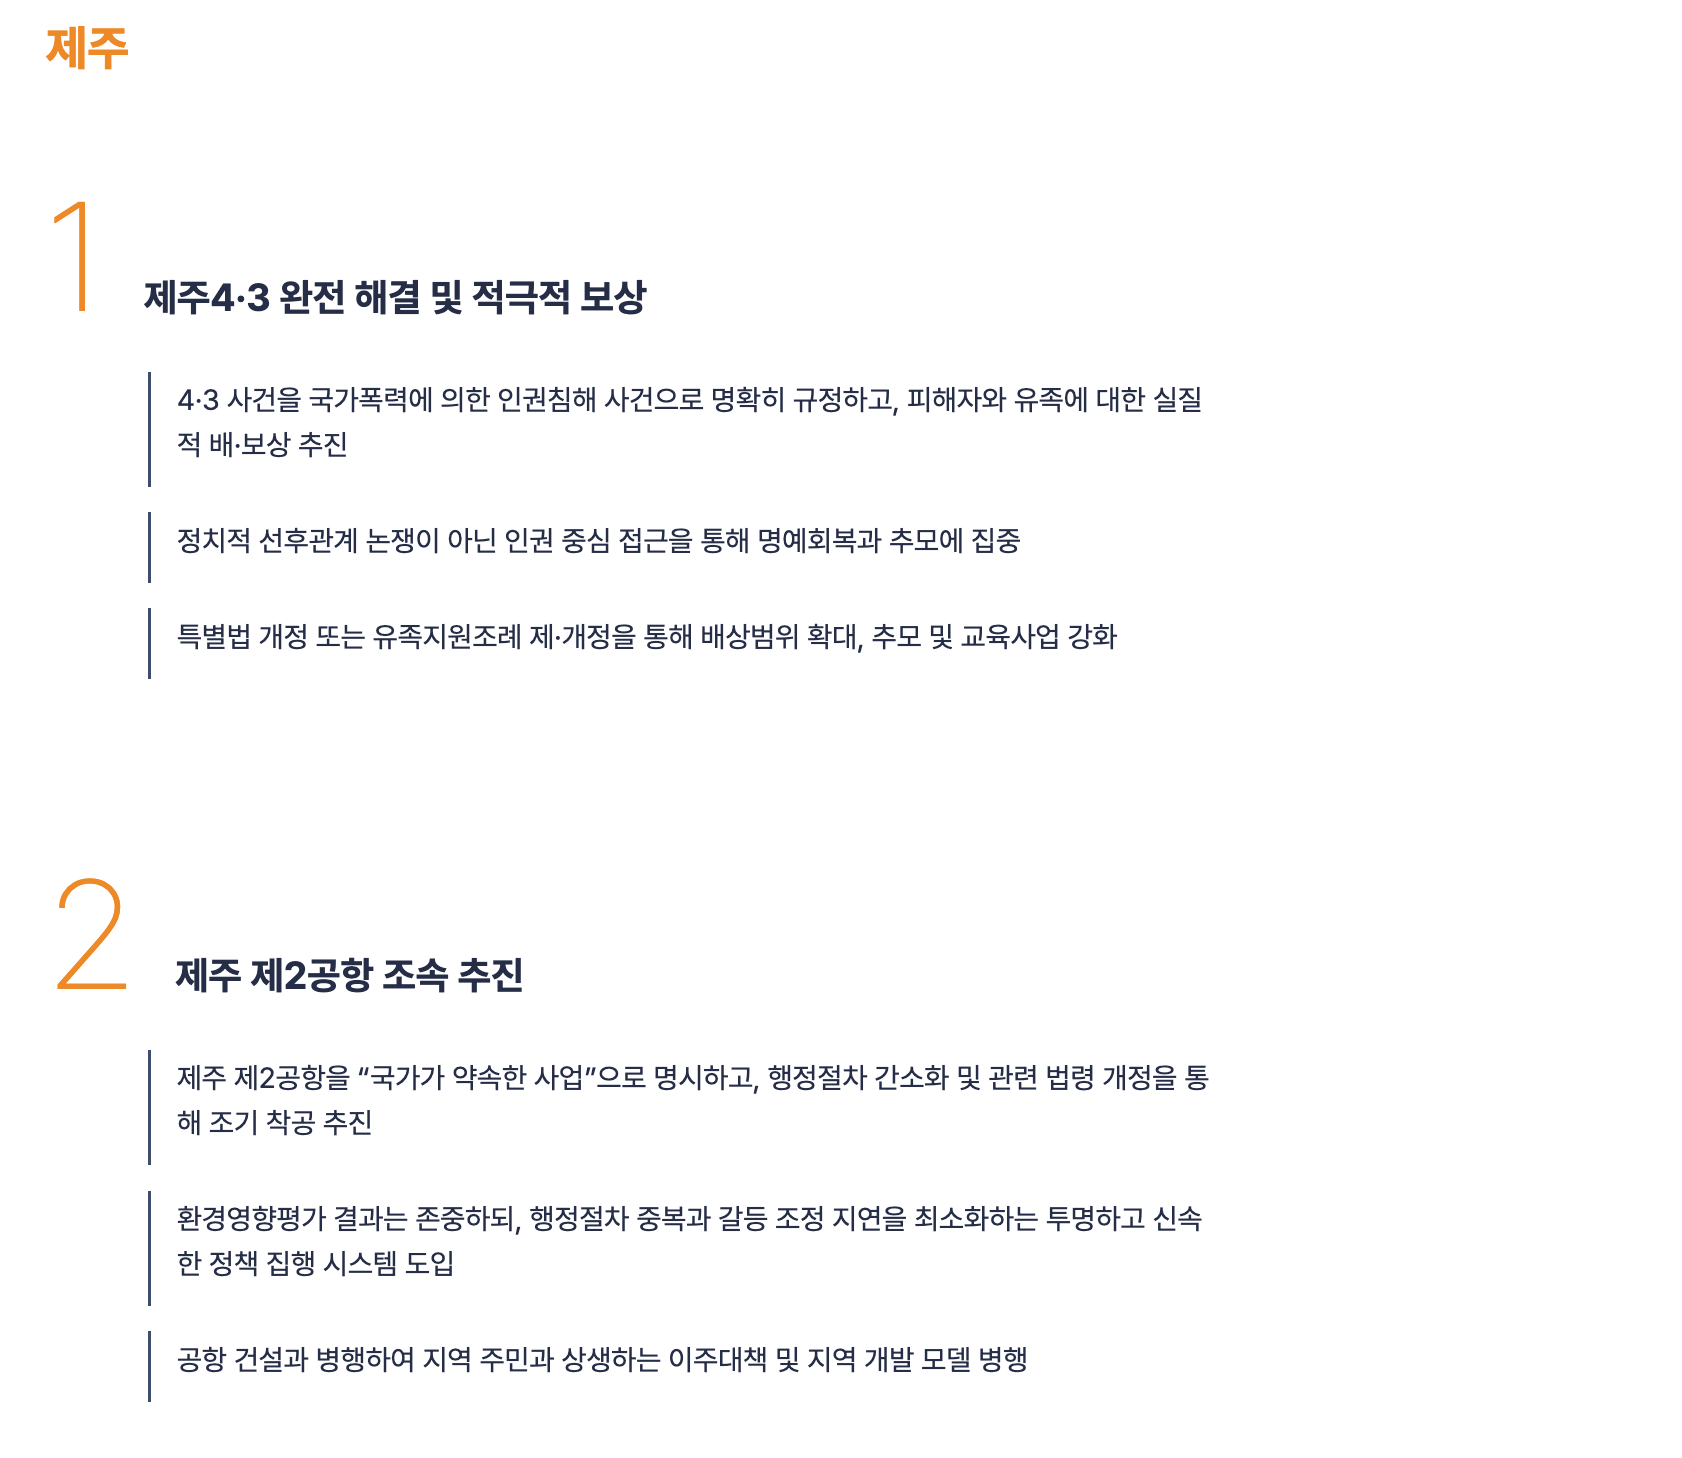 제주
1
제주4·3 완전 해결 및 적극적 보상
4·3 사건을 국가폭력에 의한 인권침해 사건으로 명확히 규정하고, 피해자와 유족에 대한 실질
적 배·보상 추진
정치적 선후관계 논쟁이 아닌 인권 중심 접근을 통해 명예회복과 추모에 집중
특별법 개정 또는 유족지원조례 제·개정을 통해 배상범위 확대, 추모 및 교육사업 강화
2
제주 제2공항 조속 추진
제주 제2공항을 “국가가 약속한 사업”으로 명시하고, 행정절차 간소화 및 관련 법령 개정을 통
해 조기 착공 추진
환경영향평가 결과는 존중하되, 행정절차 중복과 갈등 조정 지연을 최소화하는 투명하고 신속
한 정책 집행 시스템 도입
공항 건설과 병행하여 지역 주민과 상생하는 이주대책 및 지역 개발 모델 병행